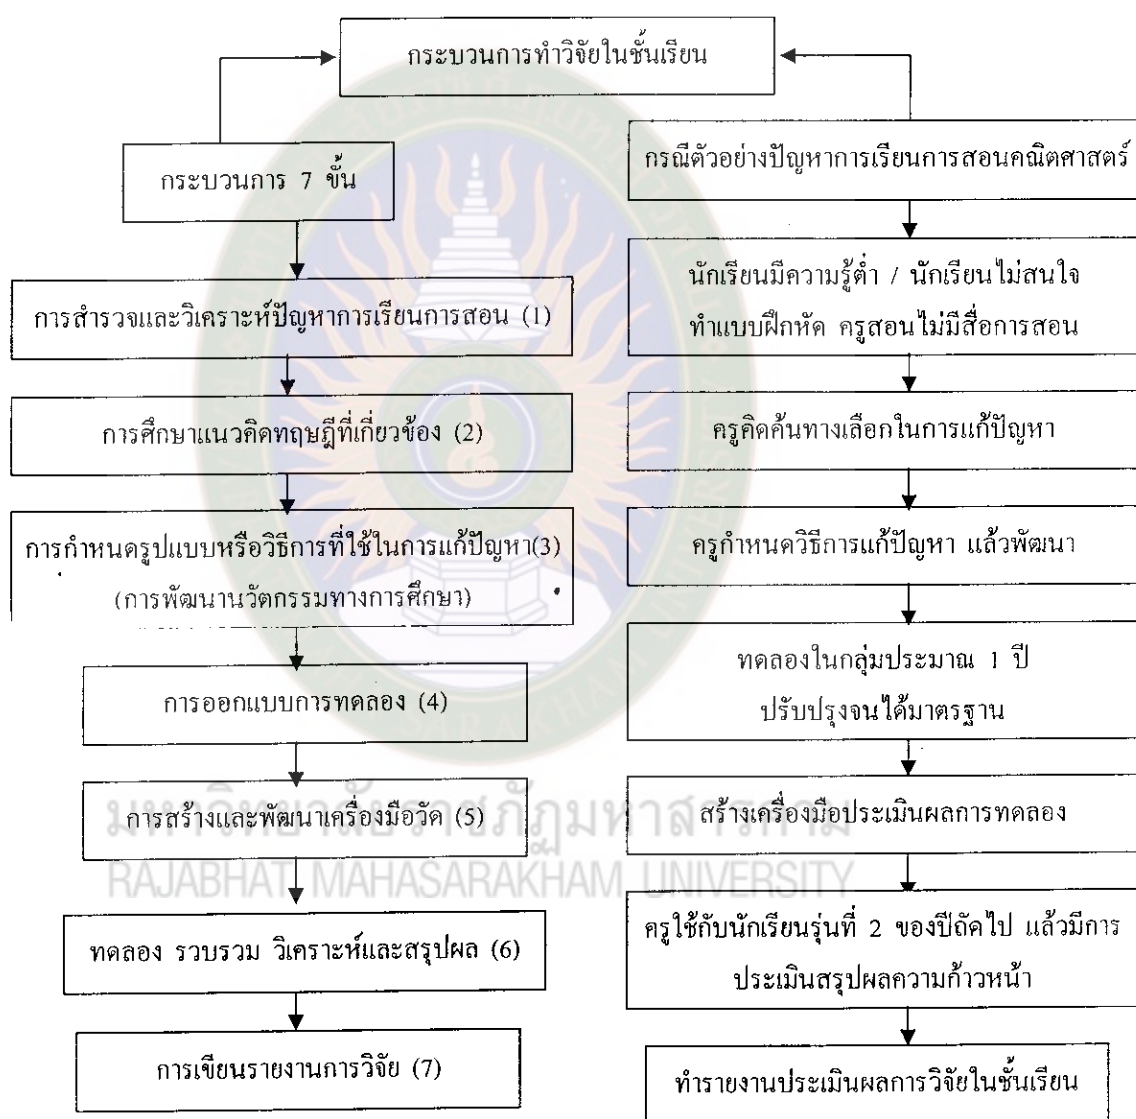 กระบวนการทำวิจัยในชั้นเรียน
กระบวนการ 7 ขั้น
การสำรวจและวิเคราะห์ปัญหาการเรียนการสอน (1)
การศึกษาแนวคิดทฤษฎีที่เกี่ยวข้อง (2)
การกำหนดรูปแบบหรือวิธีการที่ใช้ในการแก้ปัญหา(3)
(การพัฒนานวัตกรรมทางการศึกษา)
การออกแบบการทดลอง (4)
การสร้างและพัฒนาเครื่องมือวัด (5)
ทดลอง รวบรวม วิเคราะห์และสรุปผล (6)
การเขียนรายงานการวิจัย (7)
กรณีตัวอย่างปัญหาการเรียนการสอนคณิตศาสตร์
นักเรียนมีความรู้ต่ำ / นักเรียนไม่สนใจ
ทำแบบฝึกหัด ครูสอนไม่มีสื่อการสอน
ครูคิดค้นทางเลือกในการแก้ปัญหา
ครูกำหนดวิธีการแก้ปัญหา แล้วพัฒนา
ทดลองในกลุ่มประมาณ 1 ปี
ปรับปรุงจนได้มาตรฐาน
สร้างเครื่องมือประเมินผลการทดลอง
ครูใช้กับนักเรียนรุ่นที่ 2 ของปีถัดไป แล้วมีการ
ประเมินสรุปผลความก้าวหน้า
ทำรายงานประเมินผลการวิจัยในชั้นเรียน
มหาวิทยาลัยราชภัฏมหาสารคาม
RAJABHAT MAHASARAKHAM UNIVERSITY